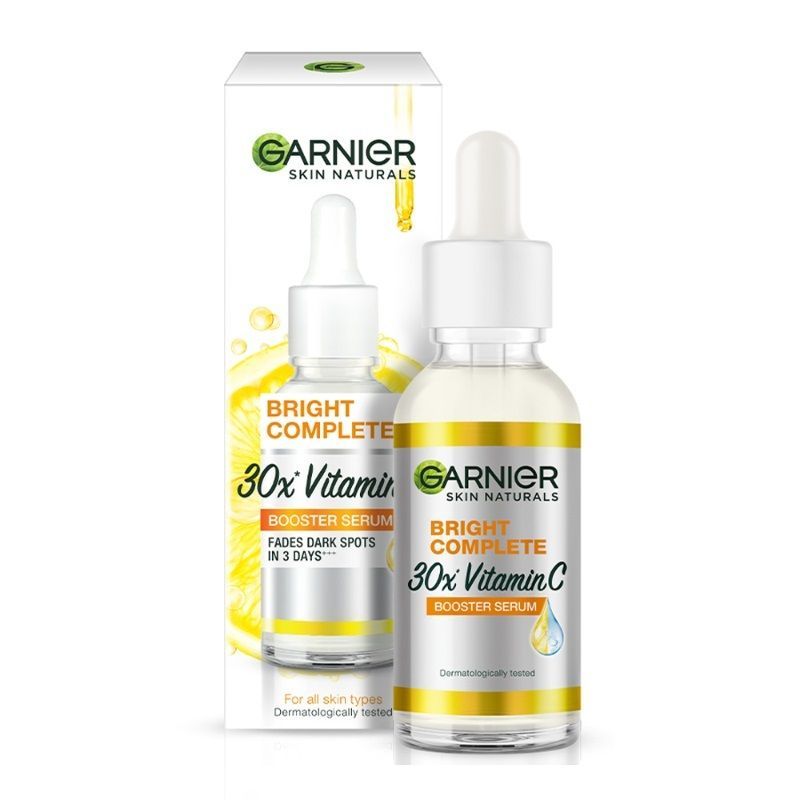 GARNIER
SKIN NATURALS
BRIGHT
COMPLETE
30x* Vitamin
BOOSTER SERUM
FADES DARK SPOTS
IN 3 DAYS+++
For all skin types
Dermatologically tested
GARNIER
SKIN NATURALS
BRIGHT
COMPLETE
30x* Vitamin C
BOOSTER SERUM
Dermatologically tested